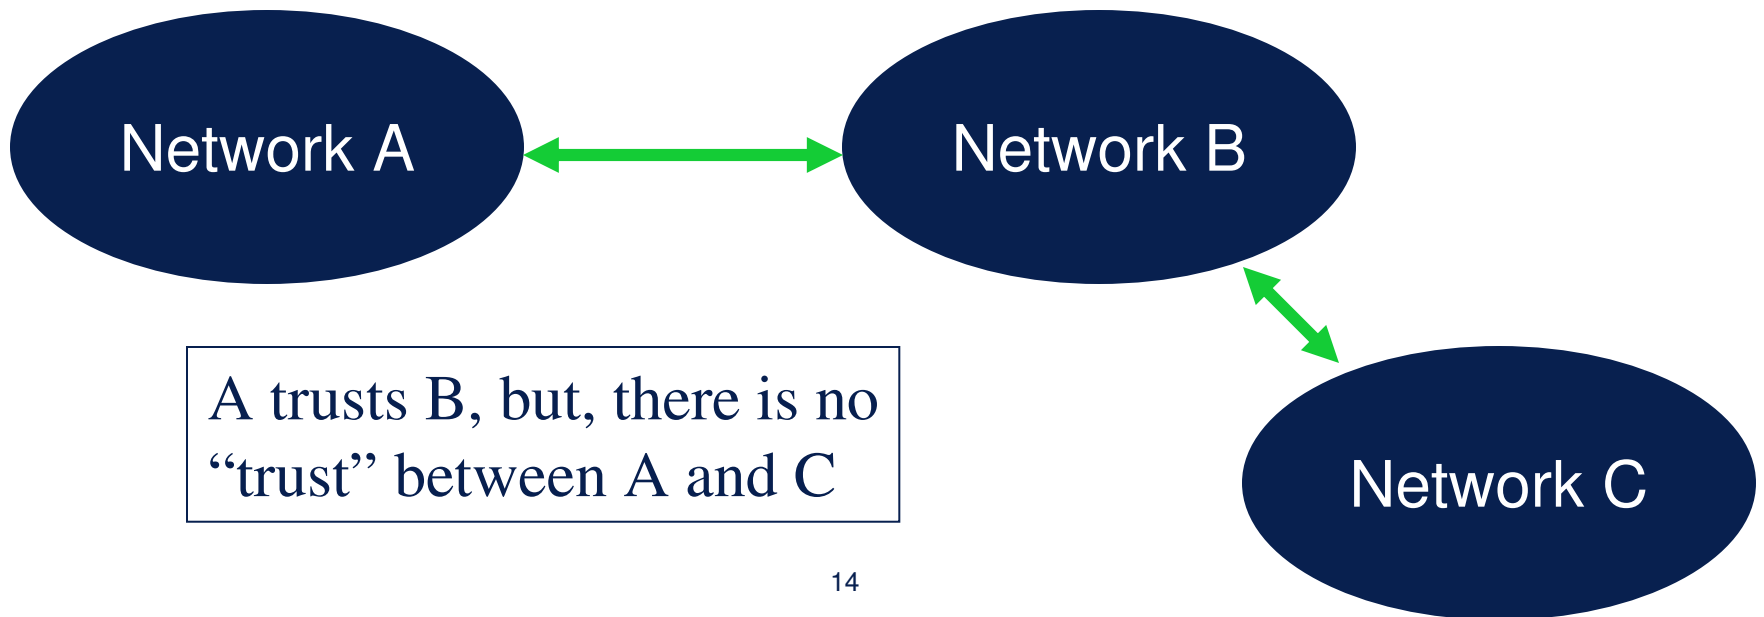 Network A
Network B
A trusts B, but, there is no
“trust” between A and C
Network C
14